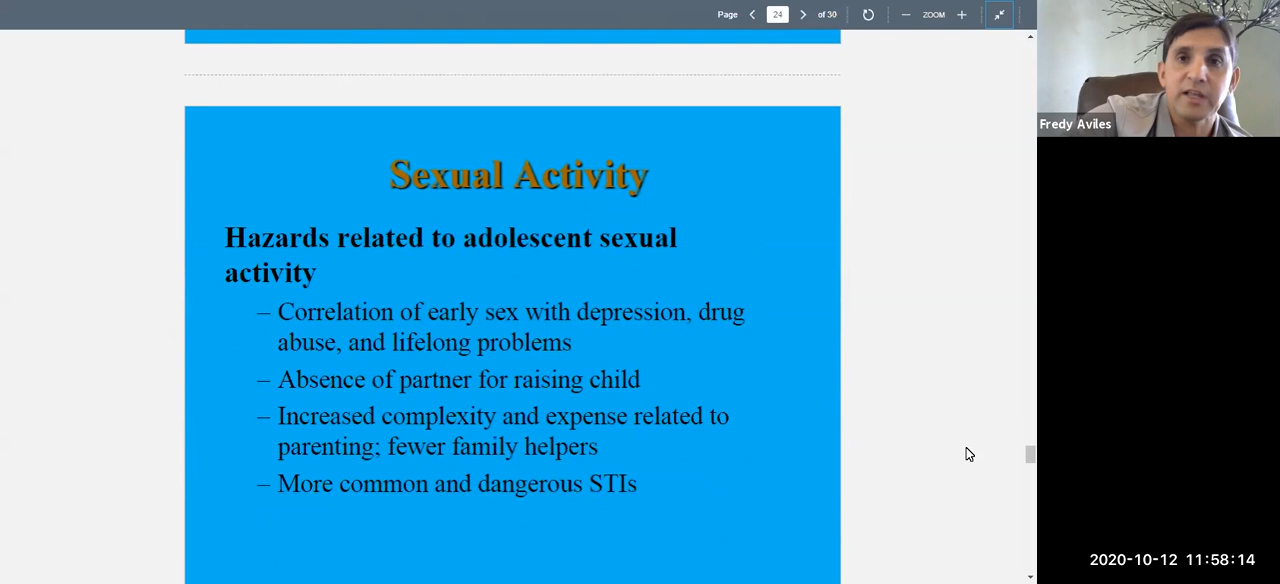 Page 24 of 30 ZOOM
Fredy Aviles
Sexual Activity
Hazards related to adolescent sexual
activity
– Correlation of early sex with depression, drug
abuse, and lifelong problems
– Absence of partner for raising child
– Increased complexity and expense related to
parenting; fewer family helpers
– More common and dangerous STIs
2020-10-12 11:58:14